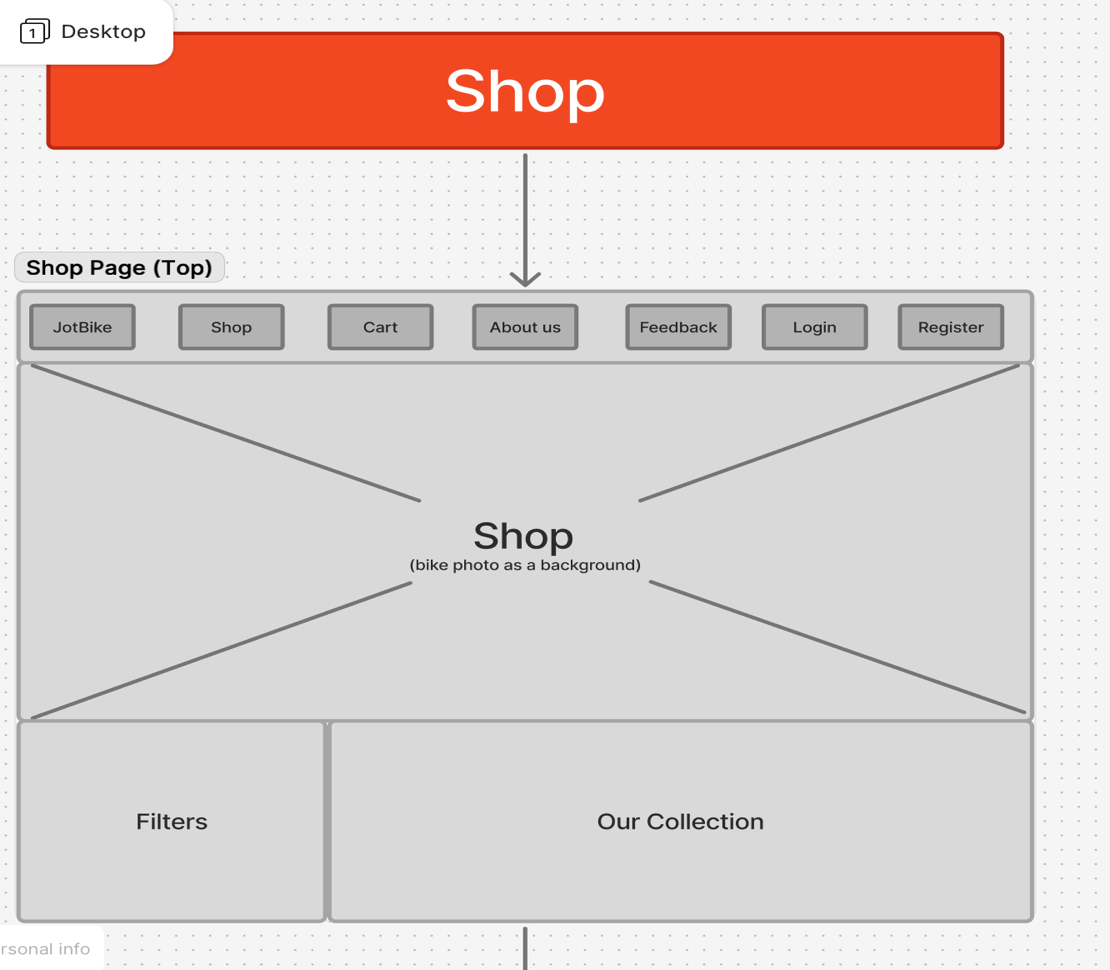 1 Desktop
Shop
Shop Page (Top)
JotBike Shop Cart About us Feedback Login Register
Shop
(bike photo as a background)
Filters Our Collection
rsonal info